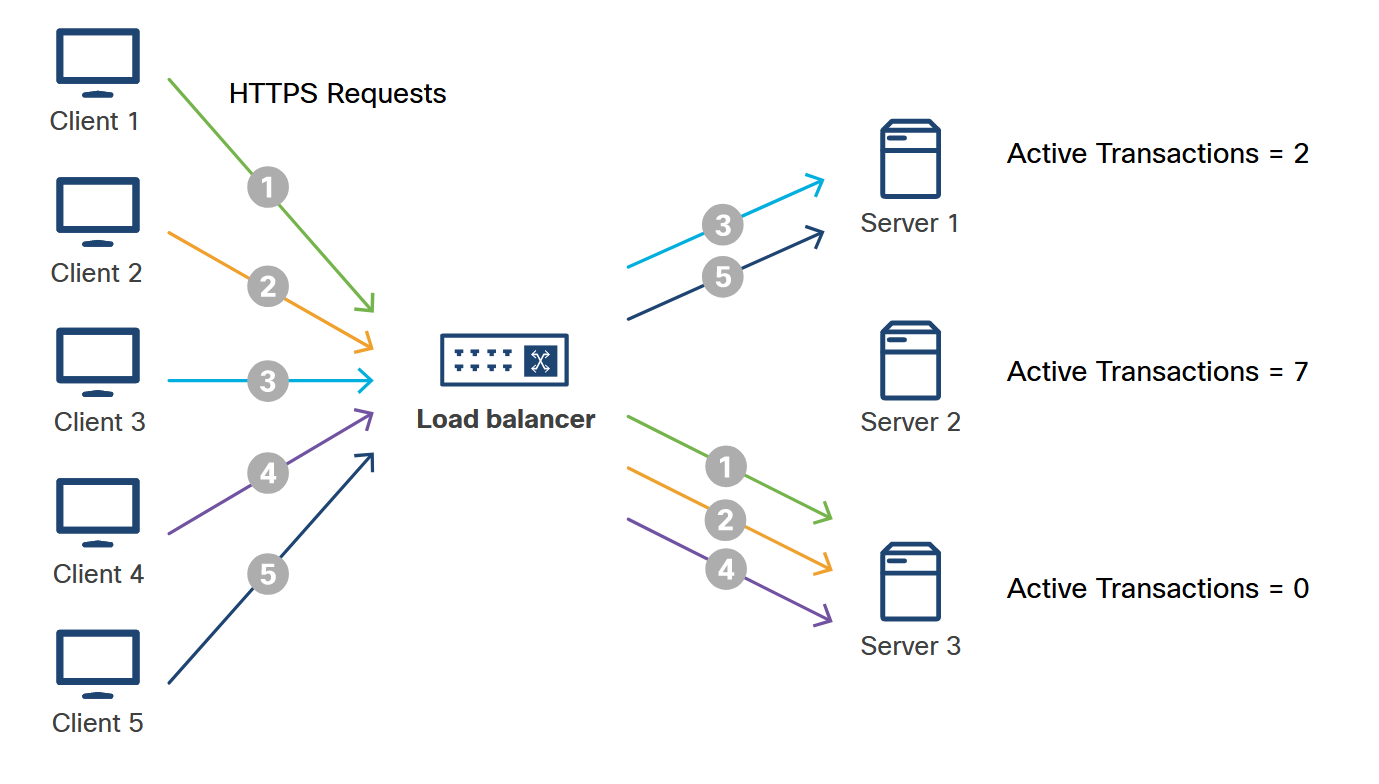 Client 1
HTTPS Requests
1
Client 2
2
Client 3
3
Client 4
4
Client 5
5
Load balancer
3
5
1
2
4
Server 1
Active Transactions = 2
Server 2
Active Transactions = 7
Server 3
Active Transactions = 0